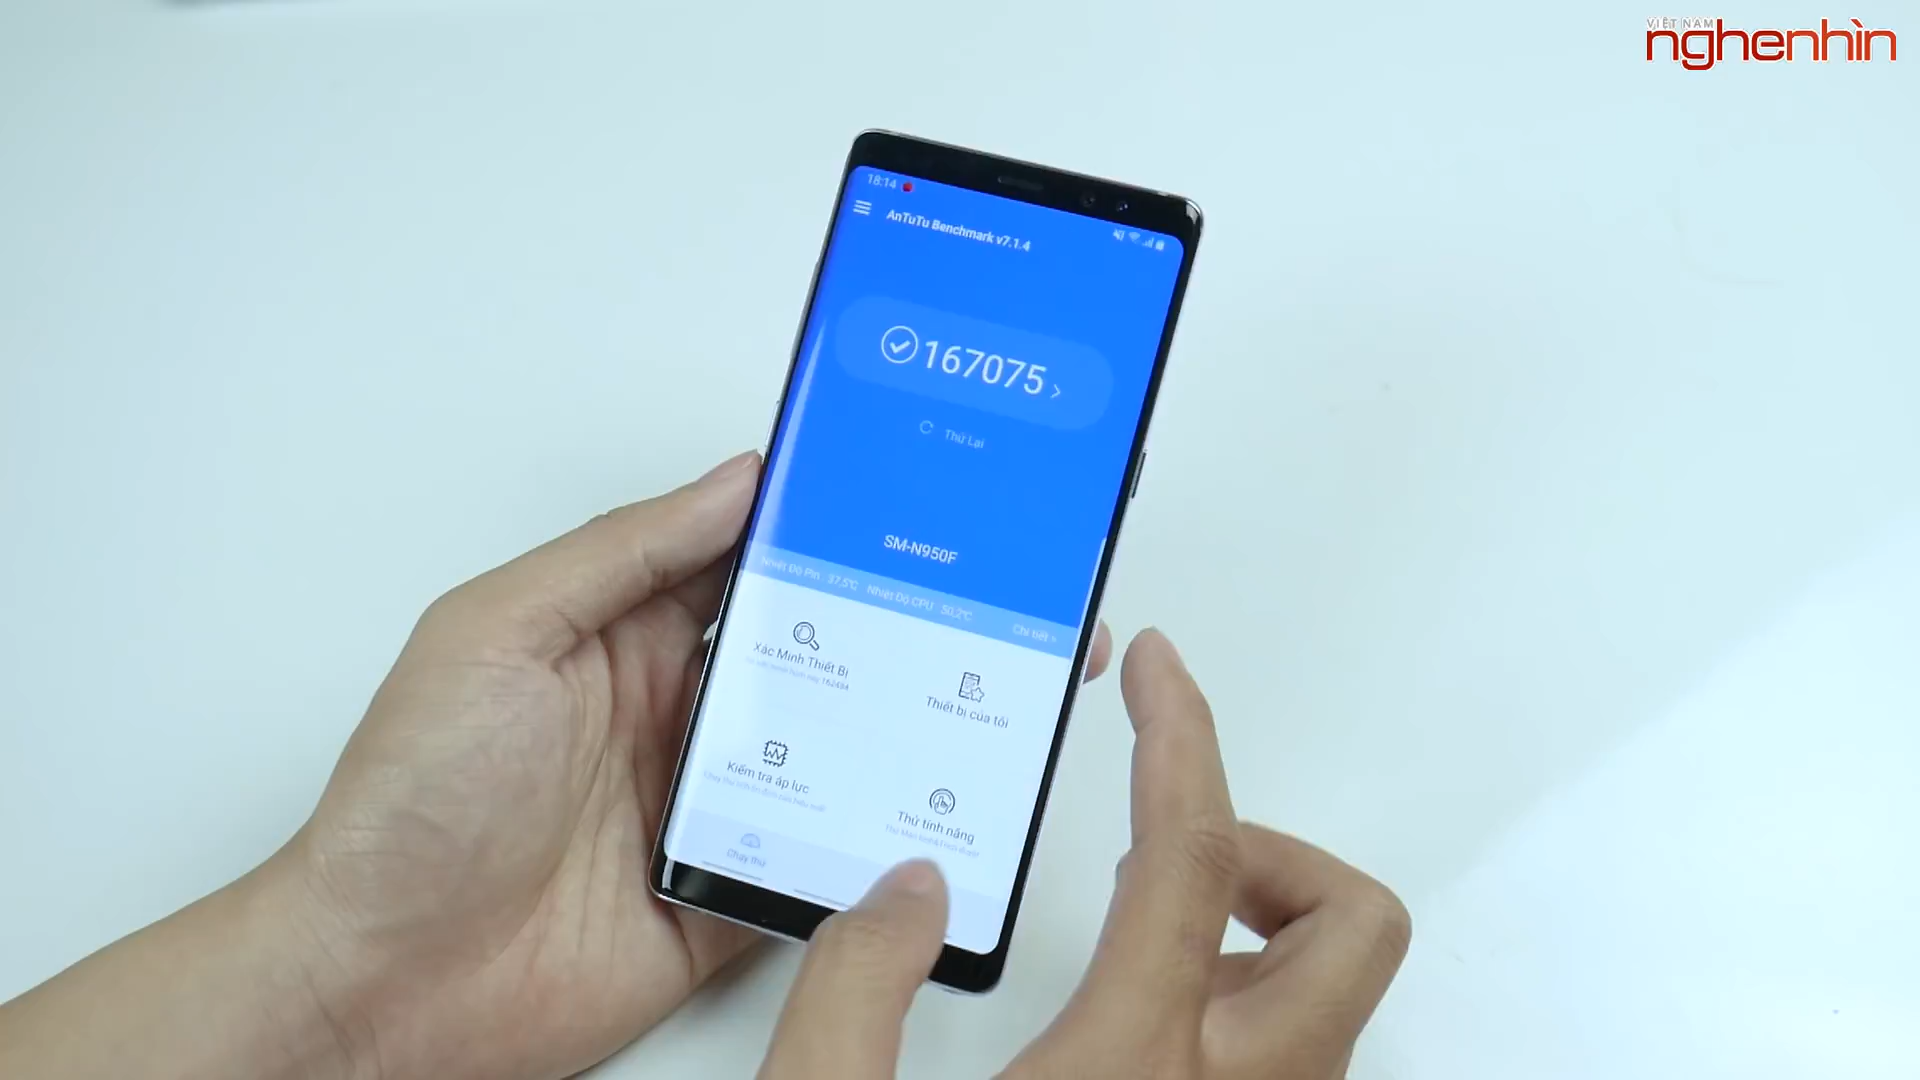 VIỆT NAM
nghenhìn
18:14
AnTuTu Benchmark v7.1.4
167075
Thử Lại
SM-N950F
Nhiệt Độ Pin 37,5℃ Nhiệt Độ CPU 50,2℃ Chi tiết >
Xác Minh Thiết Bị
162494
Thiết bị của tôi
Kiểm tra áp lực
Thử tính năng
Chạy thử